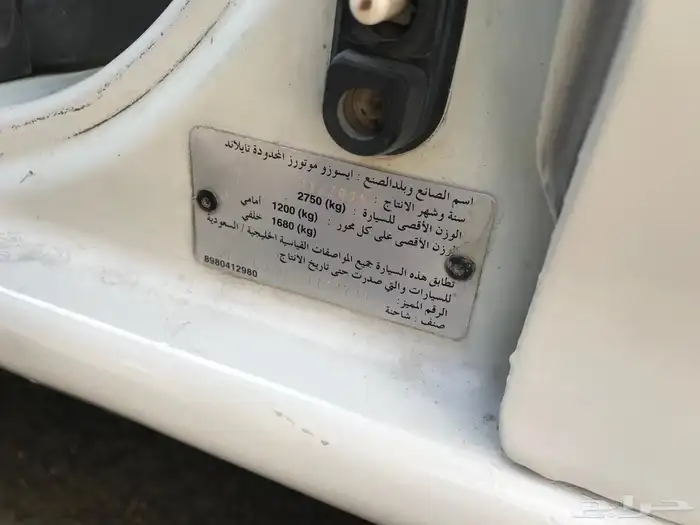 اسم الصانع وبلد الصنع : ايسوزو موتورز المحدودة تايلاند
سنة وشهر الانتاج :
الوزن الأقصى للسيارة : 2750 (kg)
الوزن الأقصى على كل محور : 1200 (kg) أمامي
1680 (kg) خلفي
تطابق هذه السيارة جميع المواصفات القياسية الخليجية / السعودية
للسيارات والتي صدرت حتى تاريخ الانتاج
الرقم المميز :
صنف : شاحنة
8980412980
حراج